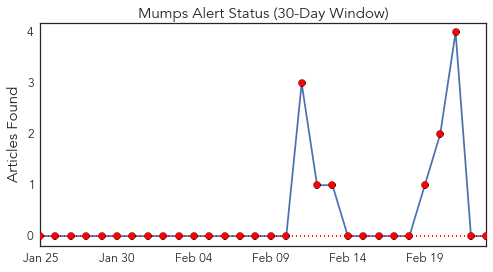 Mumps Alert Status (30-Day Window)
Articles Found
4
3
2
1
0
Jan 25 Jan 30 Feb 04 Feb 09 Feb 14 Feb 19